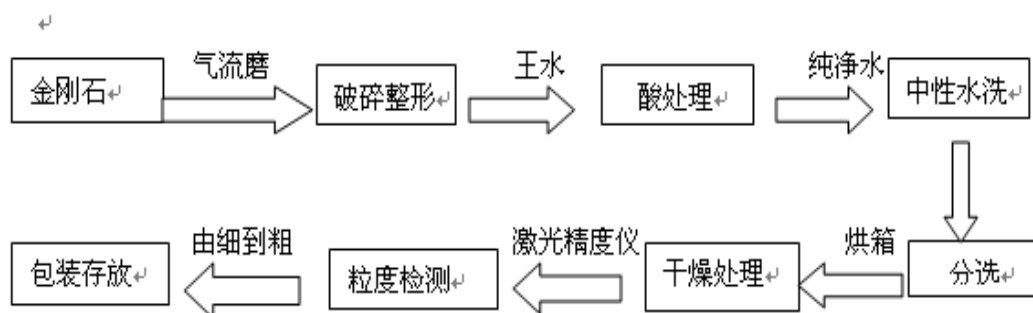 气流磨
王水
纯净水
金刚石
破碎整形
酸处理
中性水洗
由细到粗
激光精度仪
烘箱
包装存放
粒度检测
干燥处理
分选